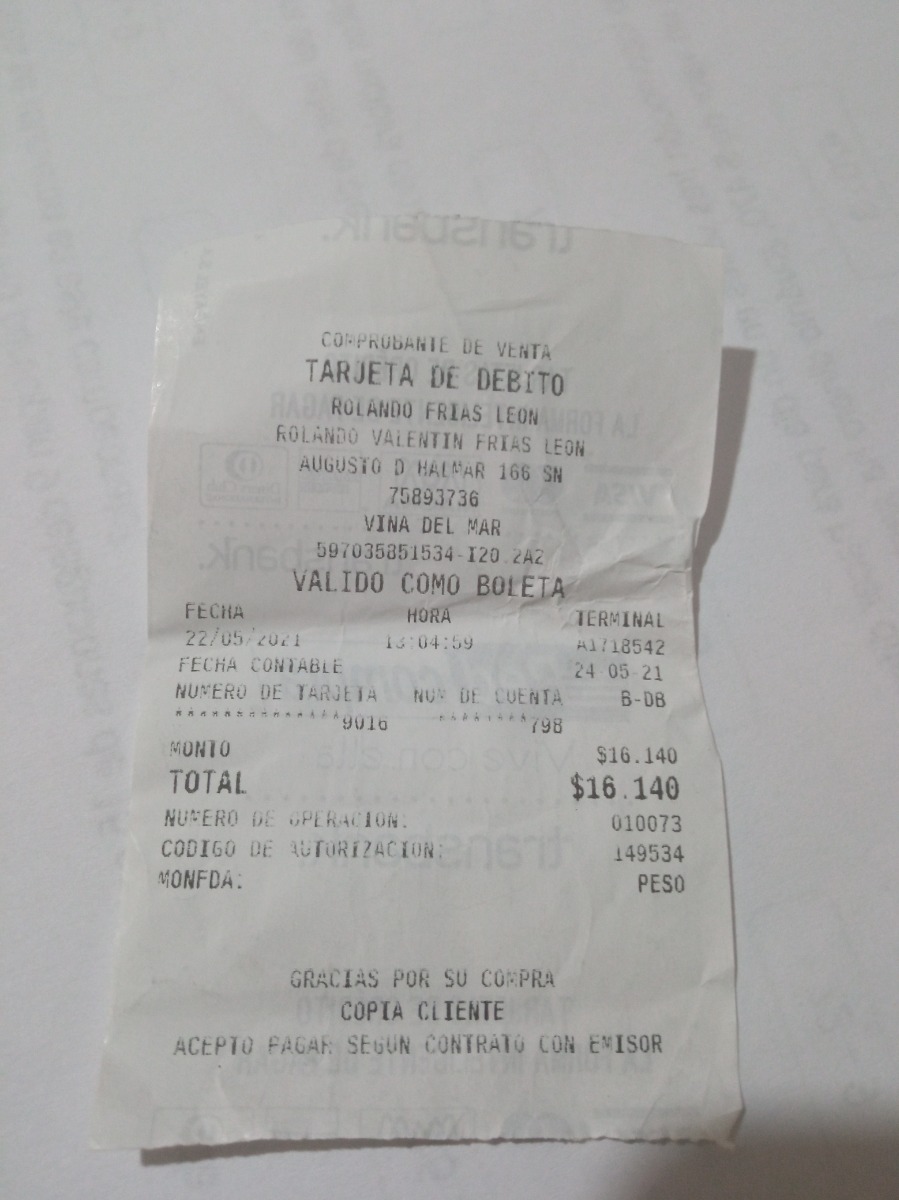 COMPROBANTE DE VENTA
TARJETA DE DEBITO
ROLANDO FRIAS LEON
ROLANDO VALENTIN FRIAS LEON
AUGUSTO D HALMAR 166 SN
75893736
VINA DEL MAR
597035851534-I20.2A2
VALIDO COMO BOLETA
FECHA HORA TERMINAL
22/05/2021 13:04:59 A1718542
FECHA CONTABLE 24-05-21
NUMERO DE TARJETA NUM DE CUENTA B-DB
***************9016 ********798
MONTO $16.140
TOTAL $16.140
NUMERO DE OPERACION: 010073
CODIGO DE AUTORIZACION: 149534
MONEDA: PESO
GRACIAS POR SU COMPRA
COPIA CLIENTE
ACEPTO PAGAR SEGUN CONTRATO CON EMISOR